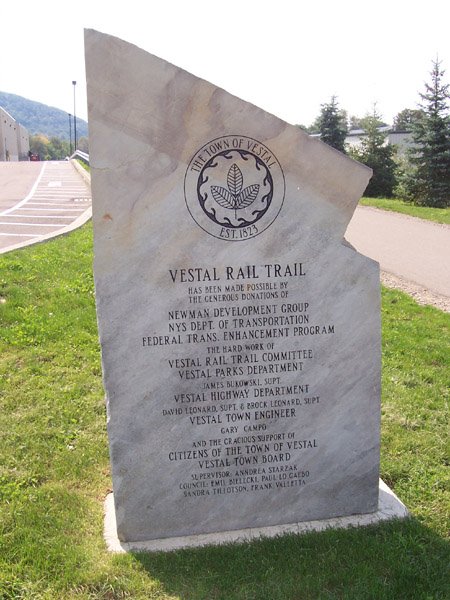 THE TOWN OF VESTAL
EST. 1823
VESTAL RAIL TRAIL
HAS BEEN MADE POSSIBLE BY
THE GENEROUS DONATIONS OF
NEWMAN DEVELOPMENT GROUP
NYS DEPT. OF TRANSPORTATION
FEDERAL TRANS. ENHANCEMENT PROGRAM
THE HARD WORK OF
VESTAL RAIL TRAIL COMMITTEE
VESTAL PARKS DEPARTMENT
JAMES BUKOWSKI, SUPT.
VESTAL HIGHWAY DEPARTMENT
DAVID LEONARD, SUPT. & BROCK LEONARD, SUPT.
VESTAL TOWN ENGINEER
GARY CAMPO
AND THE GRACIOUS SUPPORT OF
CITIZENS OF THE TOWN OF VESTAL
VESTAL TOWN BOARD
SUPERVISOR: ANNDREA STARZAK
COUNCIL: EMIL BIELECKI, PAUL LO GAEBO
SANDRA TILLOTSON, FRANK VALLETTA